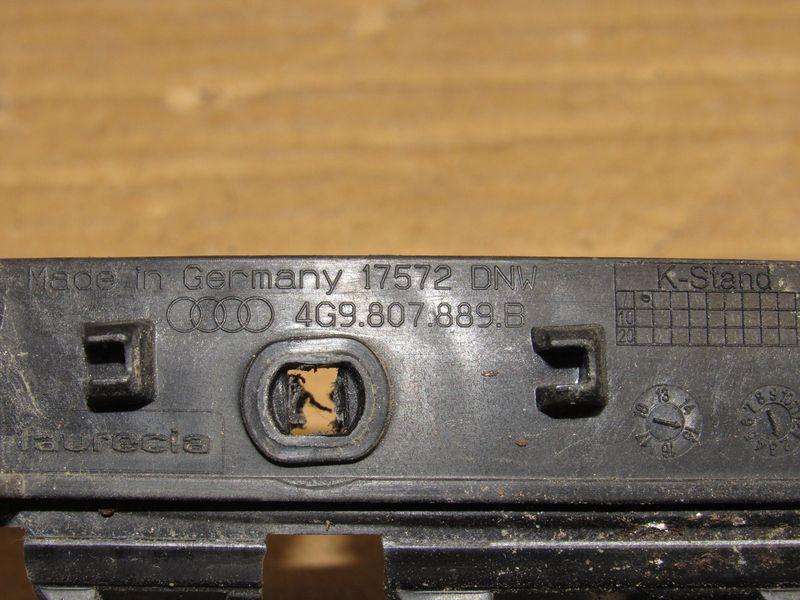 Made in Germany 17572 DNW
4G9.807.889.B
K-Stand
faurecia